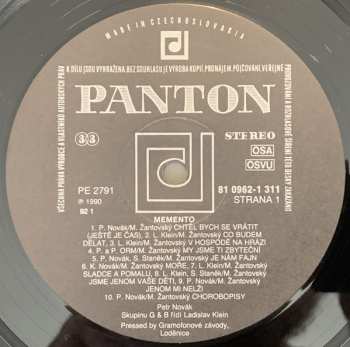 MADE IN CZECHOSLOVAKIA
K DÍLU JSOU VYHRAŽENA. BEZ SOUHLASU JE VÝROBA KOPIÍ, PRONÁJEM, PŮJČOVÁNÍ, VEŘEJNÉ
PROVOZOVÁNÍ A ROZHLASOVÉ ŠÍŘENÍ TÉTO DESKY ZAKÁZÁNO
VŠECHNA PRÁVA VÝROBCE A VLASTNÍKŮ AUTORSKÝCH PRÁV
PANTON
33
STEREO
OSA
OSVU
PE 2791
81 0962-1 311
℗ 1990
STRANA 1
92 1
MEMENTO
1. P. Novák/M. Žantovský CHTĚL BYCH SE VRÁTIT
(JEŠTĚ JE ČAS), 2. L. Klein/M. Žantovský CO BUDEM
DĚLAT, 3. L. Klein/M. Žantovský V HOSPODĚ NA HRÁZI
4. P. a P. ORM/M. Žantovský MY JSME TI ZBYTEČNÍ
5. P. Novák, S. Staněk/M. Žantovský JE NÁM FAJN
6. K. Novák/M. Žantovský MOŘE, 7. L. Klein/M. Žantovský
SLADCE A POMALU, 8. L. Klein, S. Staněk/M. Žantovský
JSME JENOM VAŠE DĚTI, 9. P. Novák/M. Žantovský
JENOM MI NELŽI
10. P. Novák/M. Žantovský CHOROBOPISY
Petr Novák
Skupinu G & B řídí Ladislav Klein
Pressed by Gramofonové závody,
Loděnice